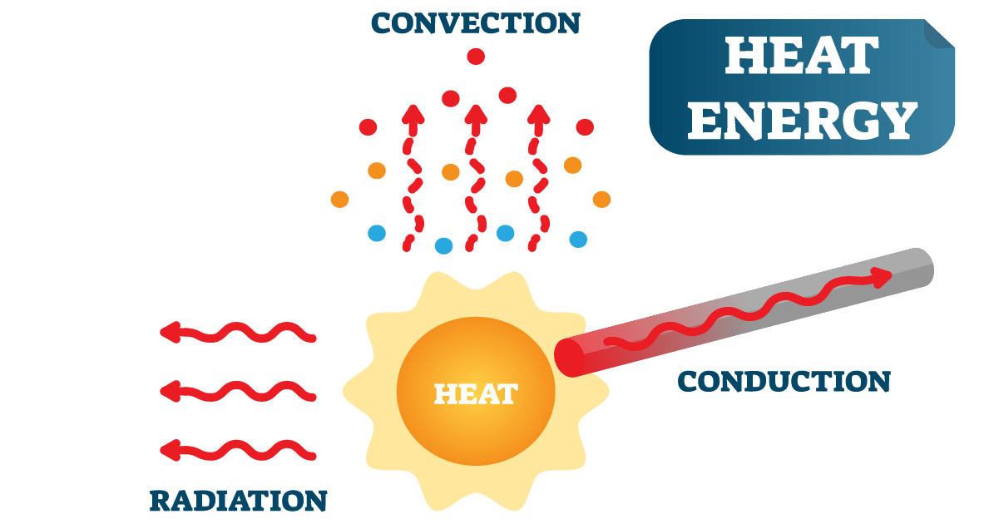 CONVECTION
HEAT
ENERGY
CONDUCTION
HEAT
RADIATION